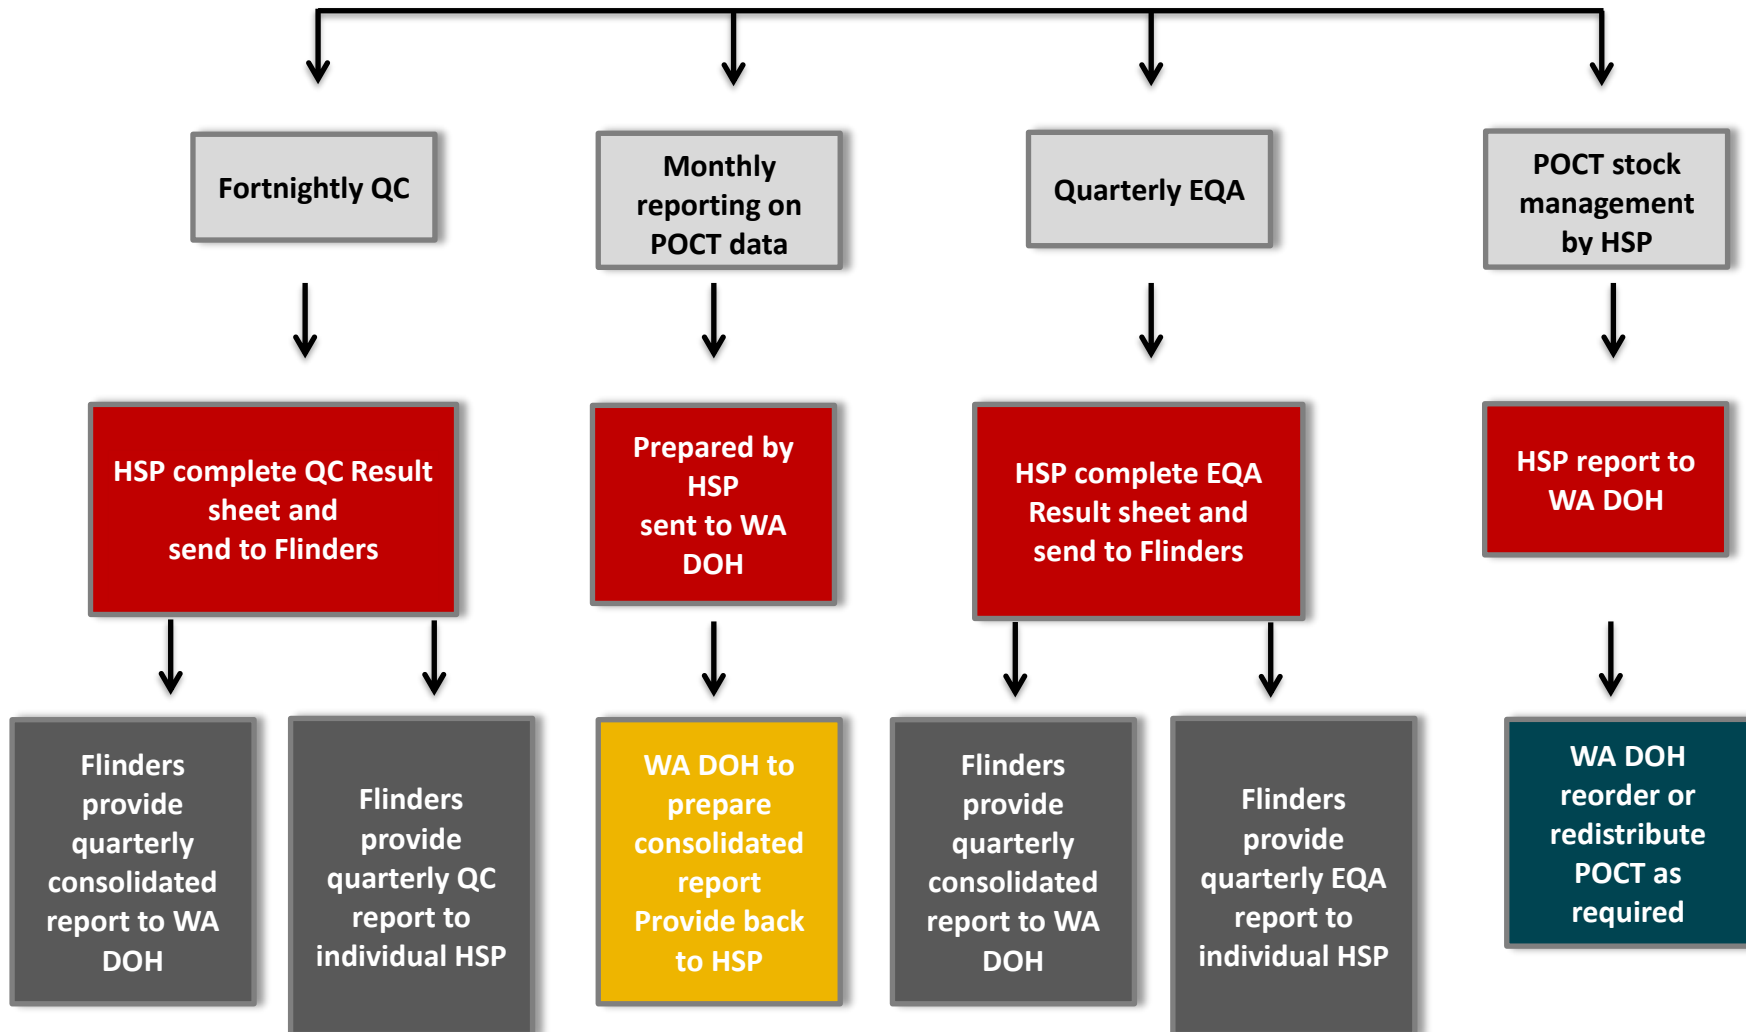 Fortnightly QC
Monthly
reporting on
POCT data
Quarterly EQA
POCT stock
management
by HSP
HSP complete QC Result
sheet and
send to Flinders
Prepared by
HSP
sent to WA
DOH
HSP complete EQA
Result sheet and
send to Flinders
HSP report to
WA DOH
Flinders
provide
quarterly
consolidated
report to WA
DOH
Flinders
provide
quarterly QC
report to
individual HSP
WA DOH to
prepare
consolidated
report
Provide back
to HSP
Flinders
provide
quarterly
consolidated
report to WA
DOH
Flinders
provide
quarterly EQA
report to
individual HSP
WA DOH
reorder or
redistribute
POCT as
required